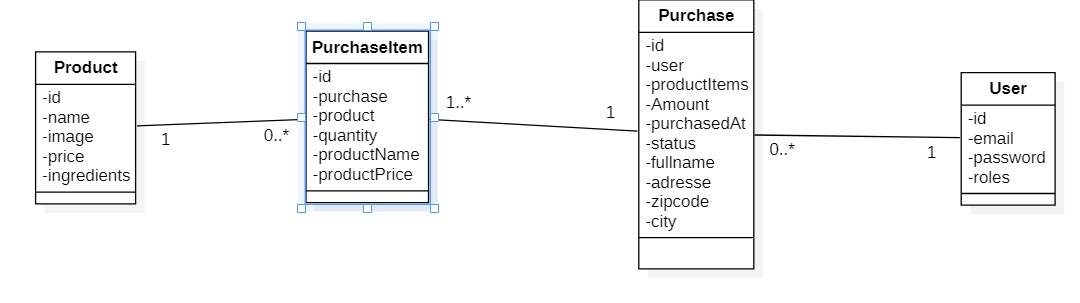 Product
-id
-name
-image
-price
-ingredients
1
0..*
PurchaseItem
-id
-purchase
-product
-quantity
-productName
-productPrice
1..*
1
Purchase
-id
-user
-productItems
-Amount
-purchasedAt
-status
-fullname
-adresse
-zipcode
-city
0..*
1
User
-id
-email
-password
-roles